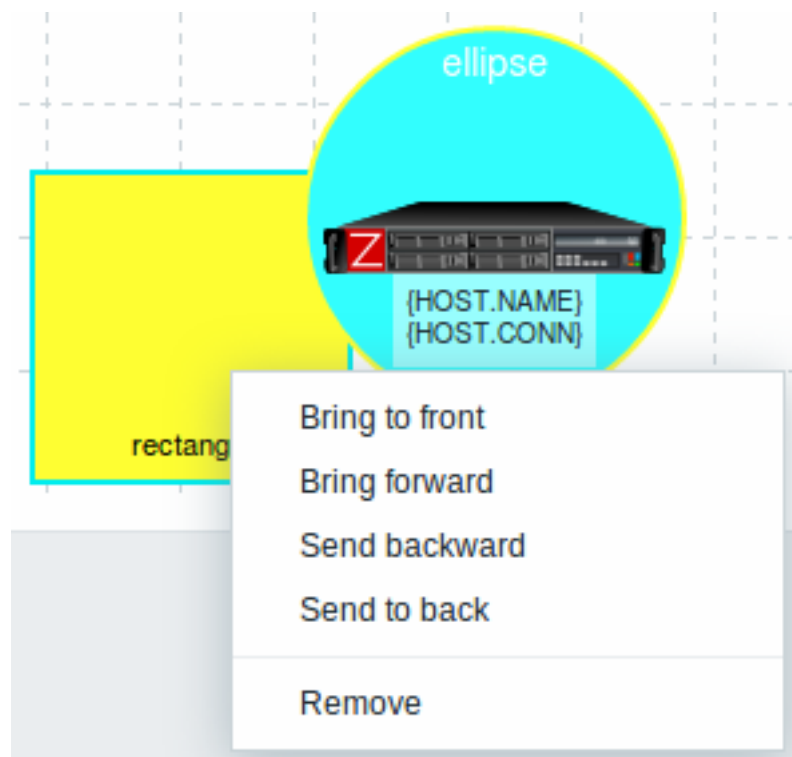 ellipse
Z
{HOST.NAME}
{HOST.CONN}
rectang
Bring to front
Bring forward
Send backward
Send to back
Remove